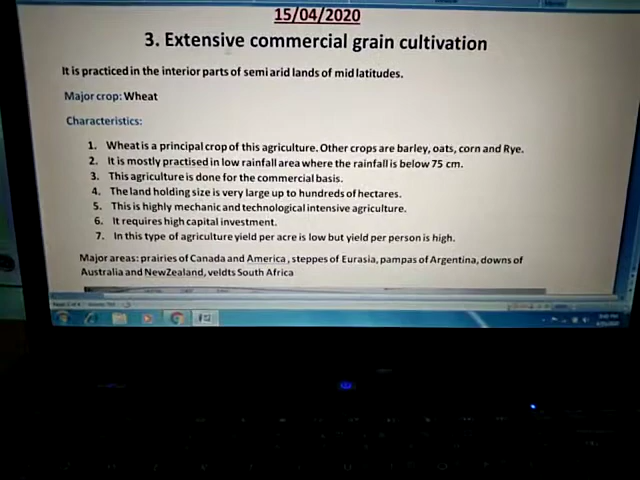 15/04/2020
3. Extensive commercial grain cultivation
It is practiced in the interior parts of semi arid lands of mid latitudes.
Major crop: Wheat
Characteristics:
1. Wheat is a principal crop of this agriculture. Other crops are barley, oats, corn and Rye.
2. It is mostly practised in low rainfall area where the rainfall is below 75 cm.
3. This agriculture is done for the commercial basis.
4. The land holding size is very large up to hundreds of hectares.
5. This is highly mechanic and technological intensive agriculture.
6. It requires high capital investment.
7. In this type of agriculture yield per acre is low but yield per person is high.
Major areas: prairies of Canada and America, steppes of Eurasia, pampas of Argentina, downs of
Australia and NewZealand, veldts South Africa